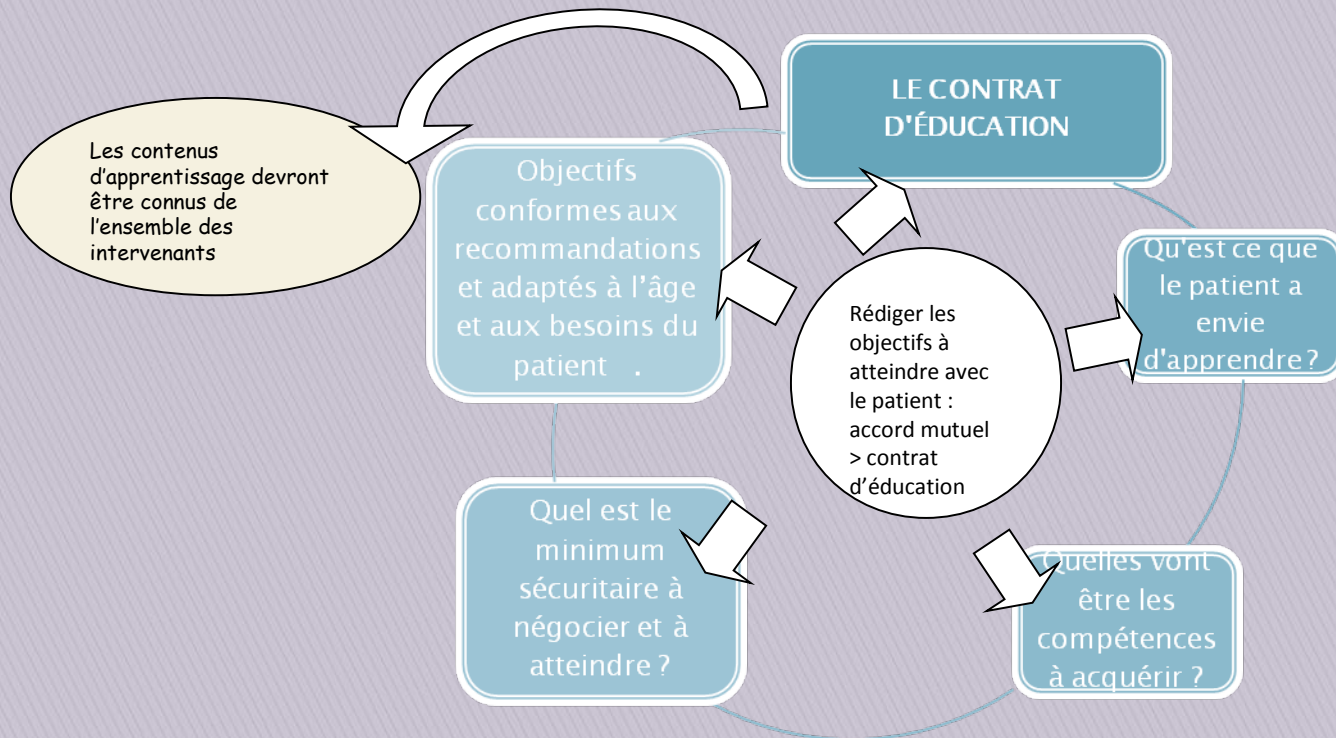 LE CONTRAT
D'ÉDUCATION
Les contenus
d'apprentissage devront
être connus de
l'ensemble des
intervenants
Objectifs
conformes aux
recommandations
et adaptés à l'âge
et aux besoins du
patient .
Qu'est ce que
le patient a
envie
d'apprendre ?
Rédiger les
objectifs à
atteindre avec
le patient :
accord mutuel
> contrat
d'éducation
Quel est le
minimum
sécuritaire à
négocier et à
atteindre ?
Quelles vont
être les
compétences
à acquérir ?